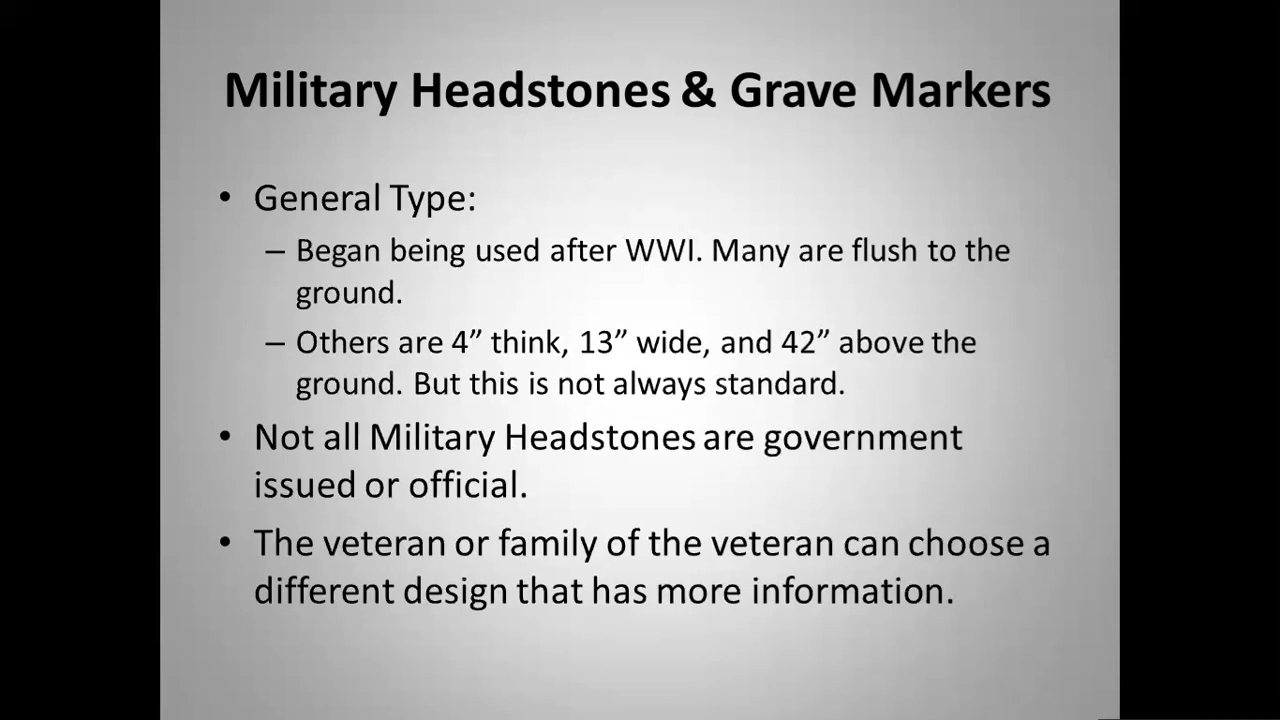 Military Headstones & Grave Markers
• General Type:
– Began being used after WWI. Many are flush to the
ground.
– Others are 4” think, 13” wide, and 42” above the
ground. But this is not always standard.
• Not all Military Headstones are government
issued or official.
• The veteran or family of the veteran can choose a
different design that has more information.